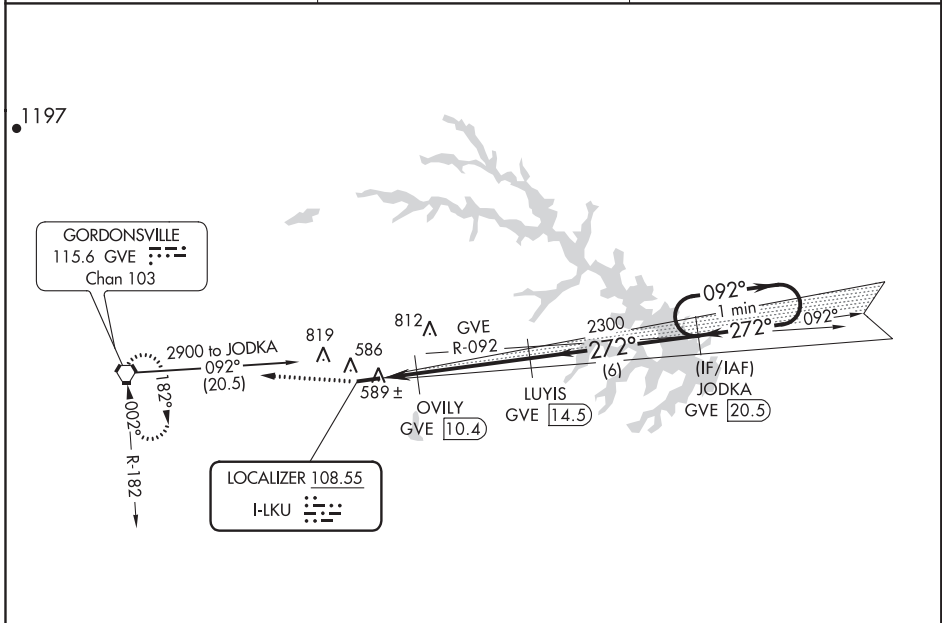 1197
GORDONSVILLE
115.6 GVE
Chan 103
2900 to JODKA
092°
(20.5)
182°
002°
R-182
819
586
589 ±
812
GVE
R-092
2300
272°
(6)
092°
1 min
272°
092°
OVILY
GVE 10.4
LUYIS
GVE 14.5
(IF/IAF)
JODKA
GVE 20.5
LOCALIZER 108.55
I-LKU